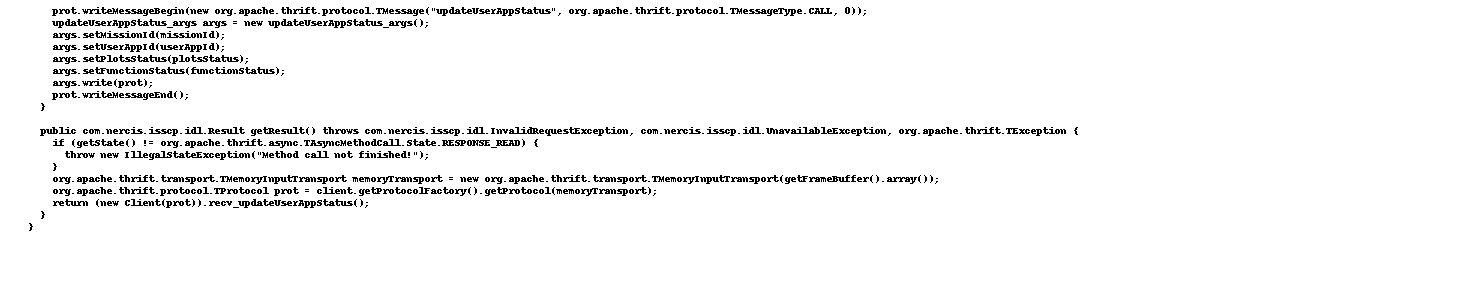 prot.writeMessageBegin(new org.apache.thrift.protocol.TMessage("updateUserAppStatus", org.apache.thrift.protocol.TMessageType.CALL, 0));
updateUserAppStatus_args args = new updateUserAppStatus_args();
args.setMissionId(missionId);
args.setUserAppId(userAppId);
args.setPlotsStatus(plotsStatus);
args.setFunctionStatus(functionStatus);
args.write(prot);
prot.writeMessageEnd();
}
public com.nercis.isscp.idl.Result getResult() throws com.nercis.isscp.idl.InvalidRequestException, com.nercis.isscp.idl.UnavailableException, org.apache.thrift.TException {
if (getState() != org.apache.thrift.async.TAsyncMethodCall.State.RESPONSE_READ) {
throw new IllegalStateException("Method call not finished!");
}
org.apache.thrift.transport.TMemoryInputTransport memoryTransport = new org.apache.thrift.transport.TMemoryInputTransport(getFrameBuffer().array());
org.apache.thrift.protocol.TProtocol prot = client.getProtocolFactory().getProtocol(memoryTransport);
return (new Client(prot)).recv_updateUserAppStatus();
}
}